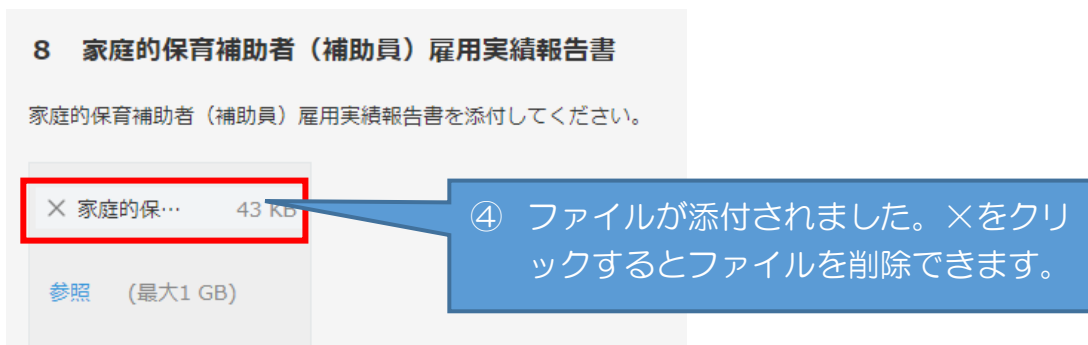 8 家庭的保育補助者（補助員）雇用実績報告書
家庭的保育補助者（補助員）雇用実績報告書を添付してください。
× 家庭的保… 43 KB
④ ファイルが添付されました。×をクリ
ックするとファイルを削除できます。
参照 (最大1 GB)